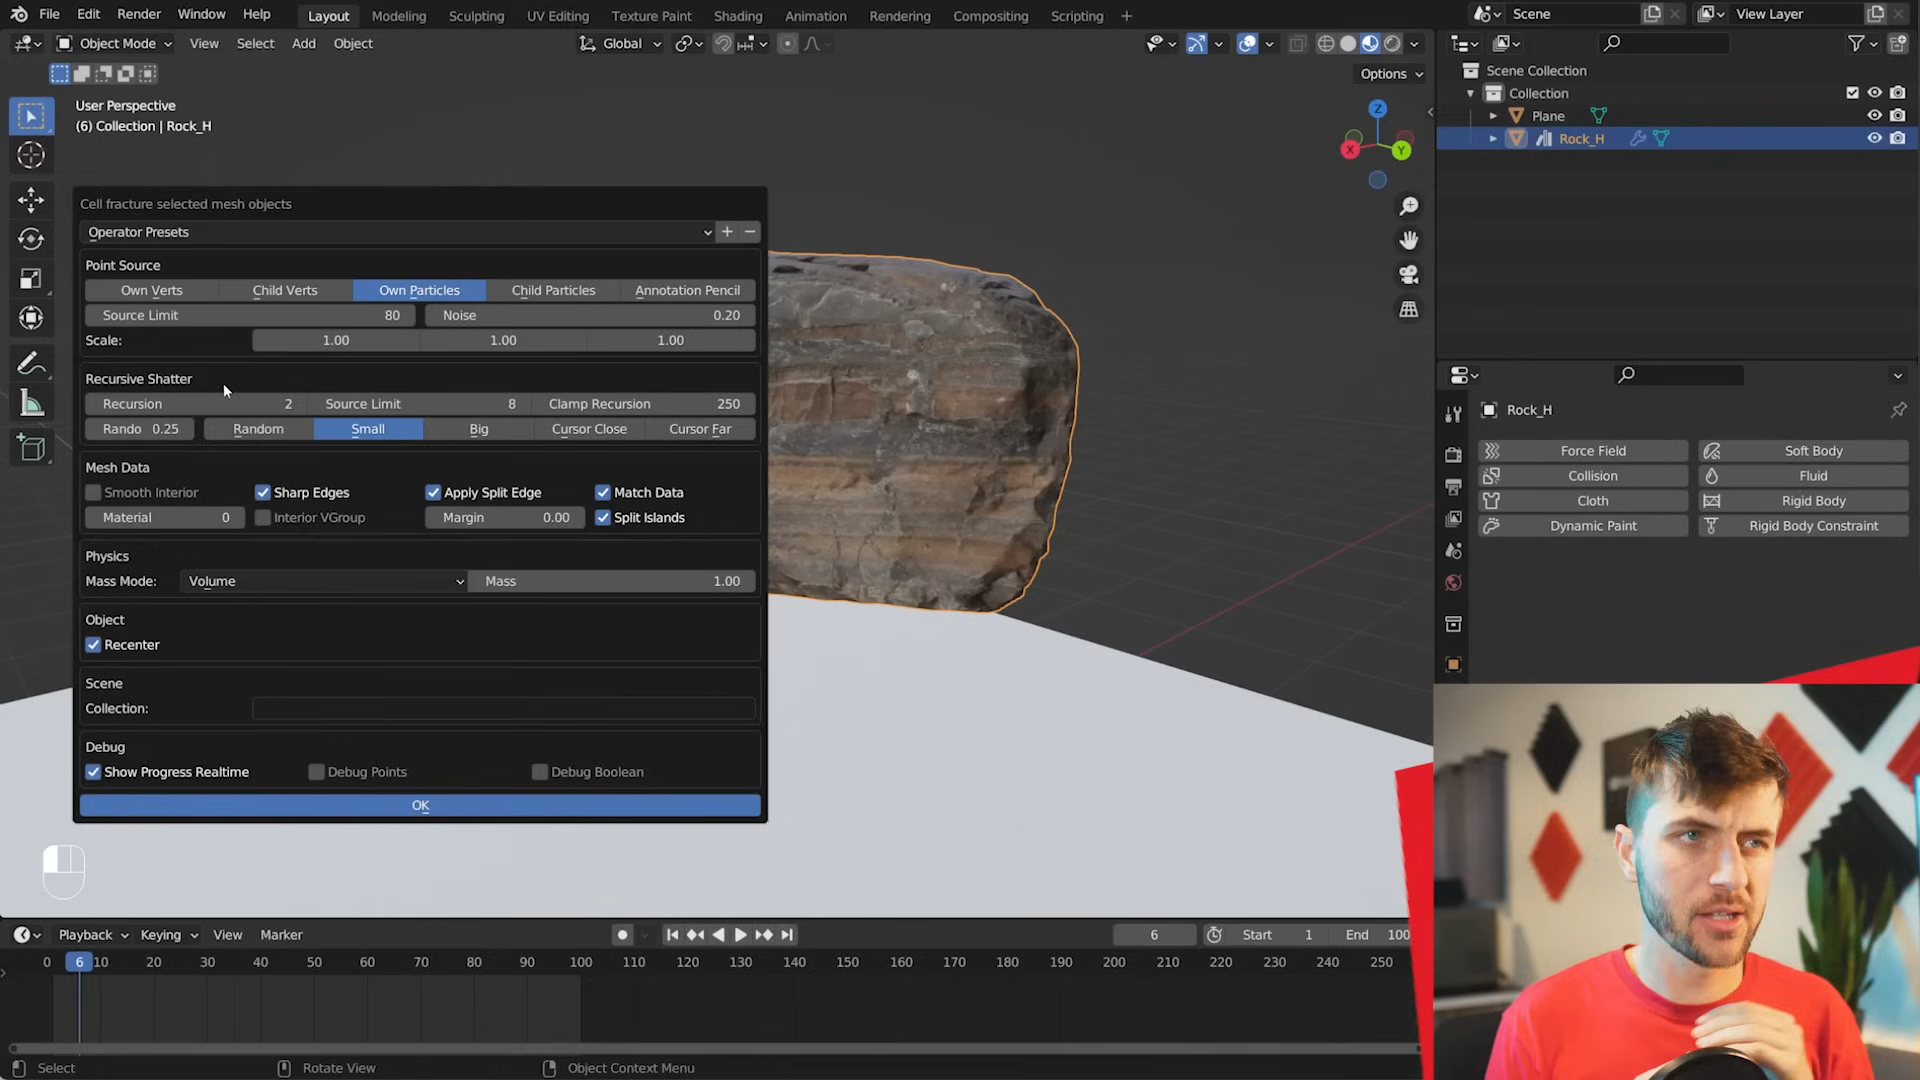 File Edit Render Window Help Layout Modeling Sculpting UV Editing Texture Paint Shading Animation Rendering Compositing Scripting + Scene View Layer
Object Mode View Select Add Object Global
Options
User Perspective
(6) Collection | Rock_H
Z
X
Y
Scene Collection
Collection
Plane
Rock_H
Cell fracture selected mesh objects
Operator Presets + −
Point Source
Own Verts Child Verts Own Particles Child Particles Annotation Pencil
Source Limit 80 Noise 0.20
Scale: 1.00 1.00 1.00
Recursive Shatter
Recursion 2 Source Limit 8 Clamp Recursion 250
Rando 0.25 Random Small Big Cursor Close Cursor Far
Mesh Data
Smooth Interior Sharp Edges Apply Split Edge Match Data
Material 0 Interior VGroup Margin 0.00 Split Islands
Physics
Mass Mode: Volume Mass 1.00
Object
Recenter
Scene
Collection:
Debug
Show Progress Realtime Debug Points Debug Boolean
OK
Rock_H
Force Field Soft Body
Collision Fluid
Cloth Rigid Body
Dynamic Paint Rigid Body Constraint
Playback Keying View Marker 6 Start 1 End 100
0 6 10 20 30 40 50 60 70 80 90 100 110 120 130 140 150 160 170 180 190 200 210 220 230 240 250
Select Rotate View Object Context Menu